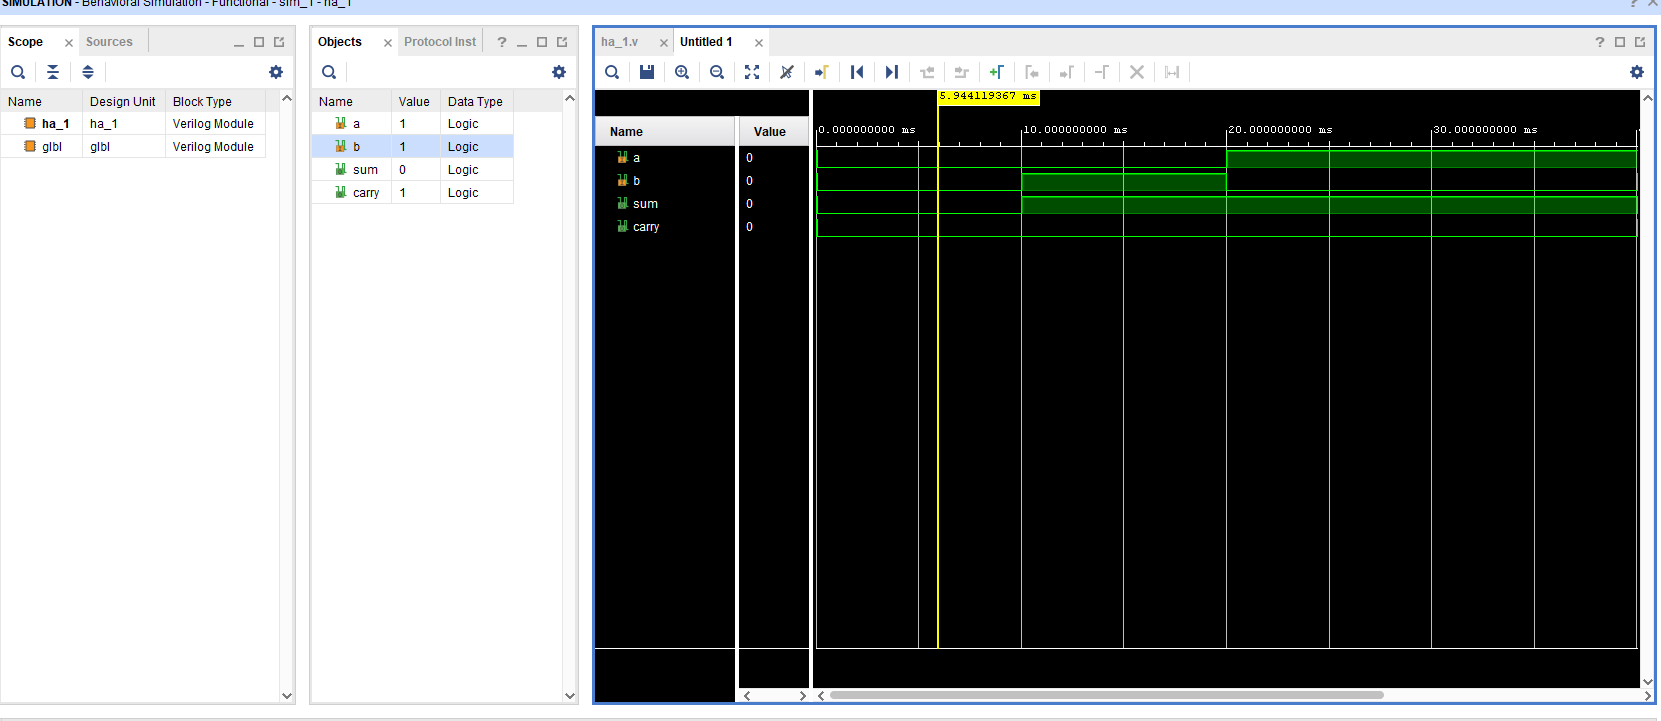 SIMULATION - Behavioral Simulation - Functional - sim_1 - ha_1
Scope Sources
Name Design Unit Block Type
ha_1 ha_1 Verilog Module
glbl glbl Verilog Module
Objects Protocol Inst
Name Value Data Type
a 1 Logic
b 1 Logic
sum 0 Logic
carry 1 Logic
ha_1.v Untitled 1
5.944119367 ms
Name Value
0.000000000 ms 10.000000000 ms 20.000000000 ms 30.000000000 ms
a 0
b 0
sum 0
carry 0